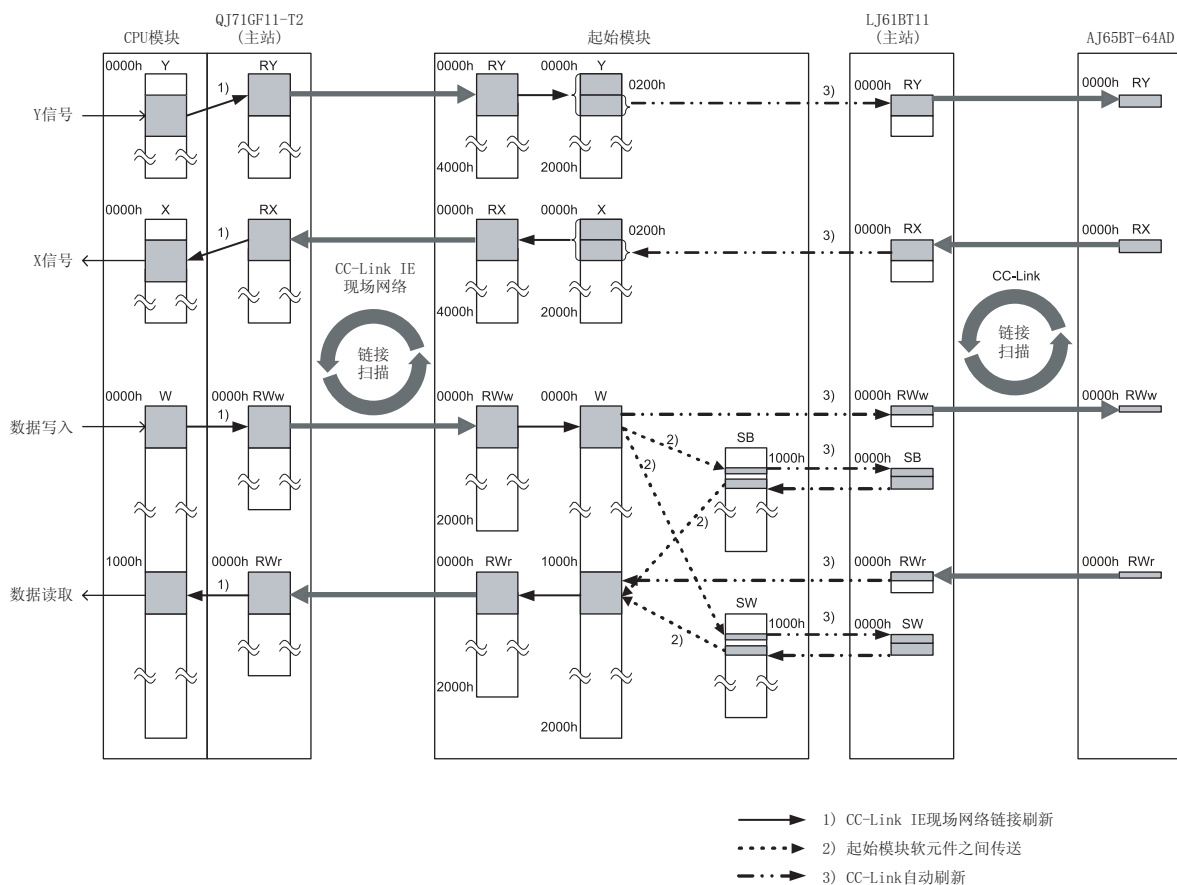 CPU模块
QJ71GF11-T2
(主站)
起始模块
LJ61BT11
(主站)
AJ65BT-64AD
0000h Y
RY
0000h RY
0000h Y
0200h
3)
0000h RY
0000h RY
1)
Y信号
4000h
2000h
0000h X
RX
0000h RX
0000h X
0200h
3)
0000h RX
0000h RX
1)
X信号
CC-Link IE
现场网络
CC-Link
4000h
2000h
链接
扫描
链接
扫描
0000h W
0000h RWw
0000h RWw
0000h W
3)
0000h RWw
0000h RWw
1)
数据写入
2)
SB
2)
1000h
3)
0000h SB
2)
2000h
1000h
0000h RWr
0000h RWr
1000h
3)
0000h RWr
0000h RWr
1)
数据读取
SW
2)
1000h
3)
0000h SW
2000h
2000h
1) CC-Link IE现场网络链接刷新
2) 起始模块软元件之间传送
3) CC-Link自动刷新